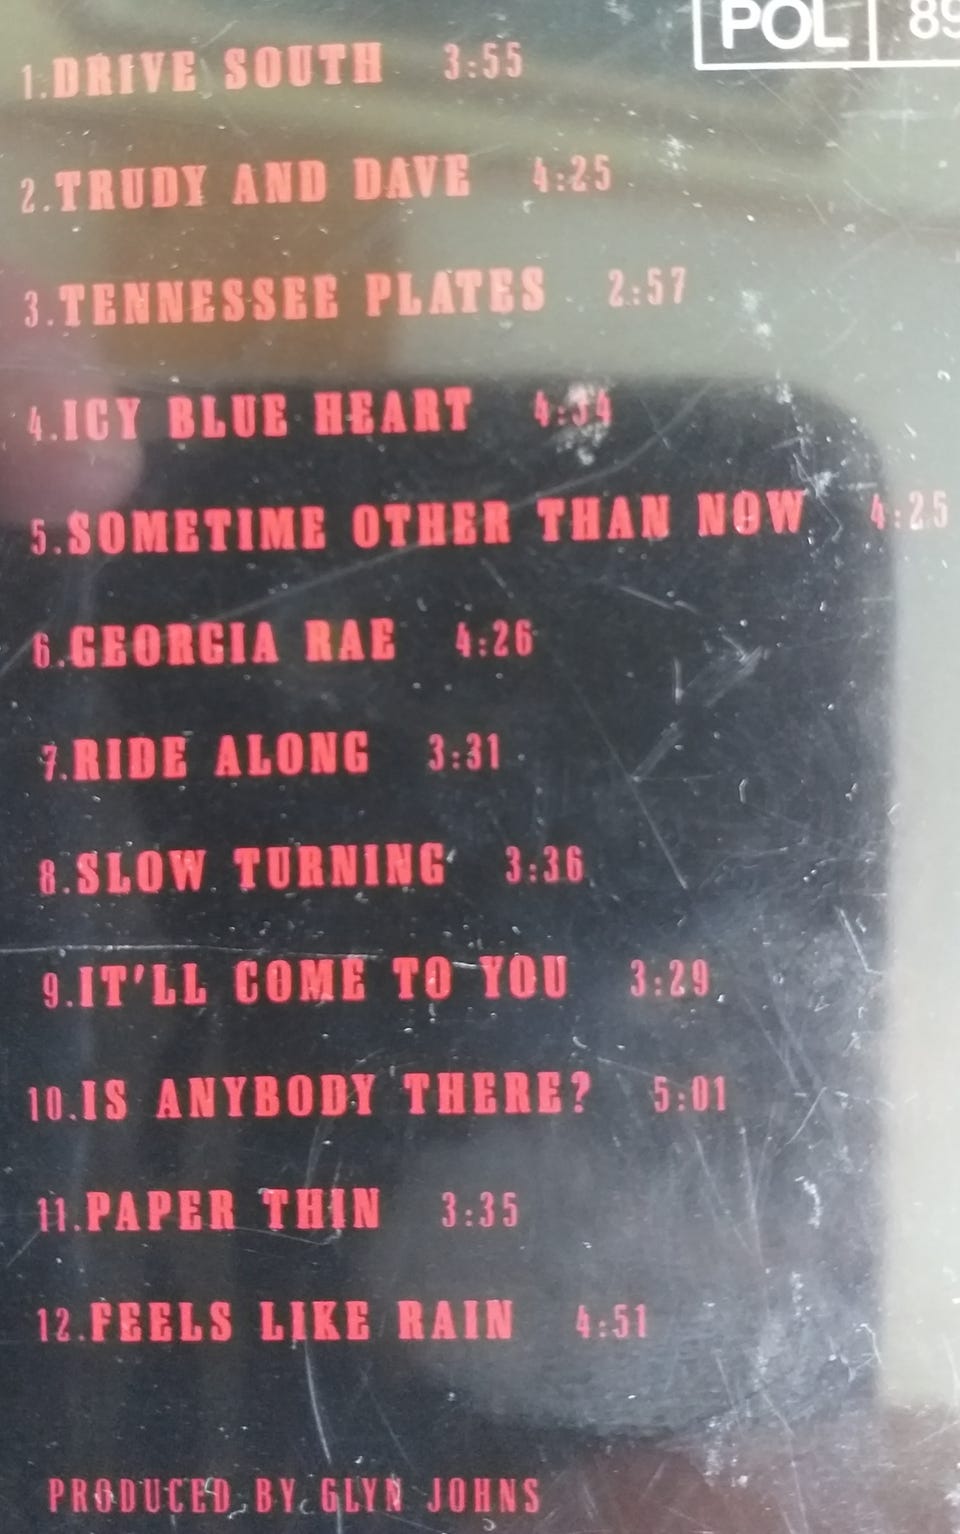 POL 89
1.DRIVE SOUTH 3:55
2.TRUDY AND DAVE 4:25
3.TENNESSEE PLATES 2:57
4.ICY BLUE HEART 4:34
5.SOMETIME OTHER THAN NOW 4:25
6.GEORGIA RAE 4:26
7.RIDE ALONG 3:31
8.SLOW TURNING 3:36
9.IT'LL COME TO YOU 3:29
10.IS ANYBODY THERE? 5:01
11.PAPER THIN 3:35
12.FEELS LIKE RAIN 4:51
PRODUCED BY GLYN JOHNS